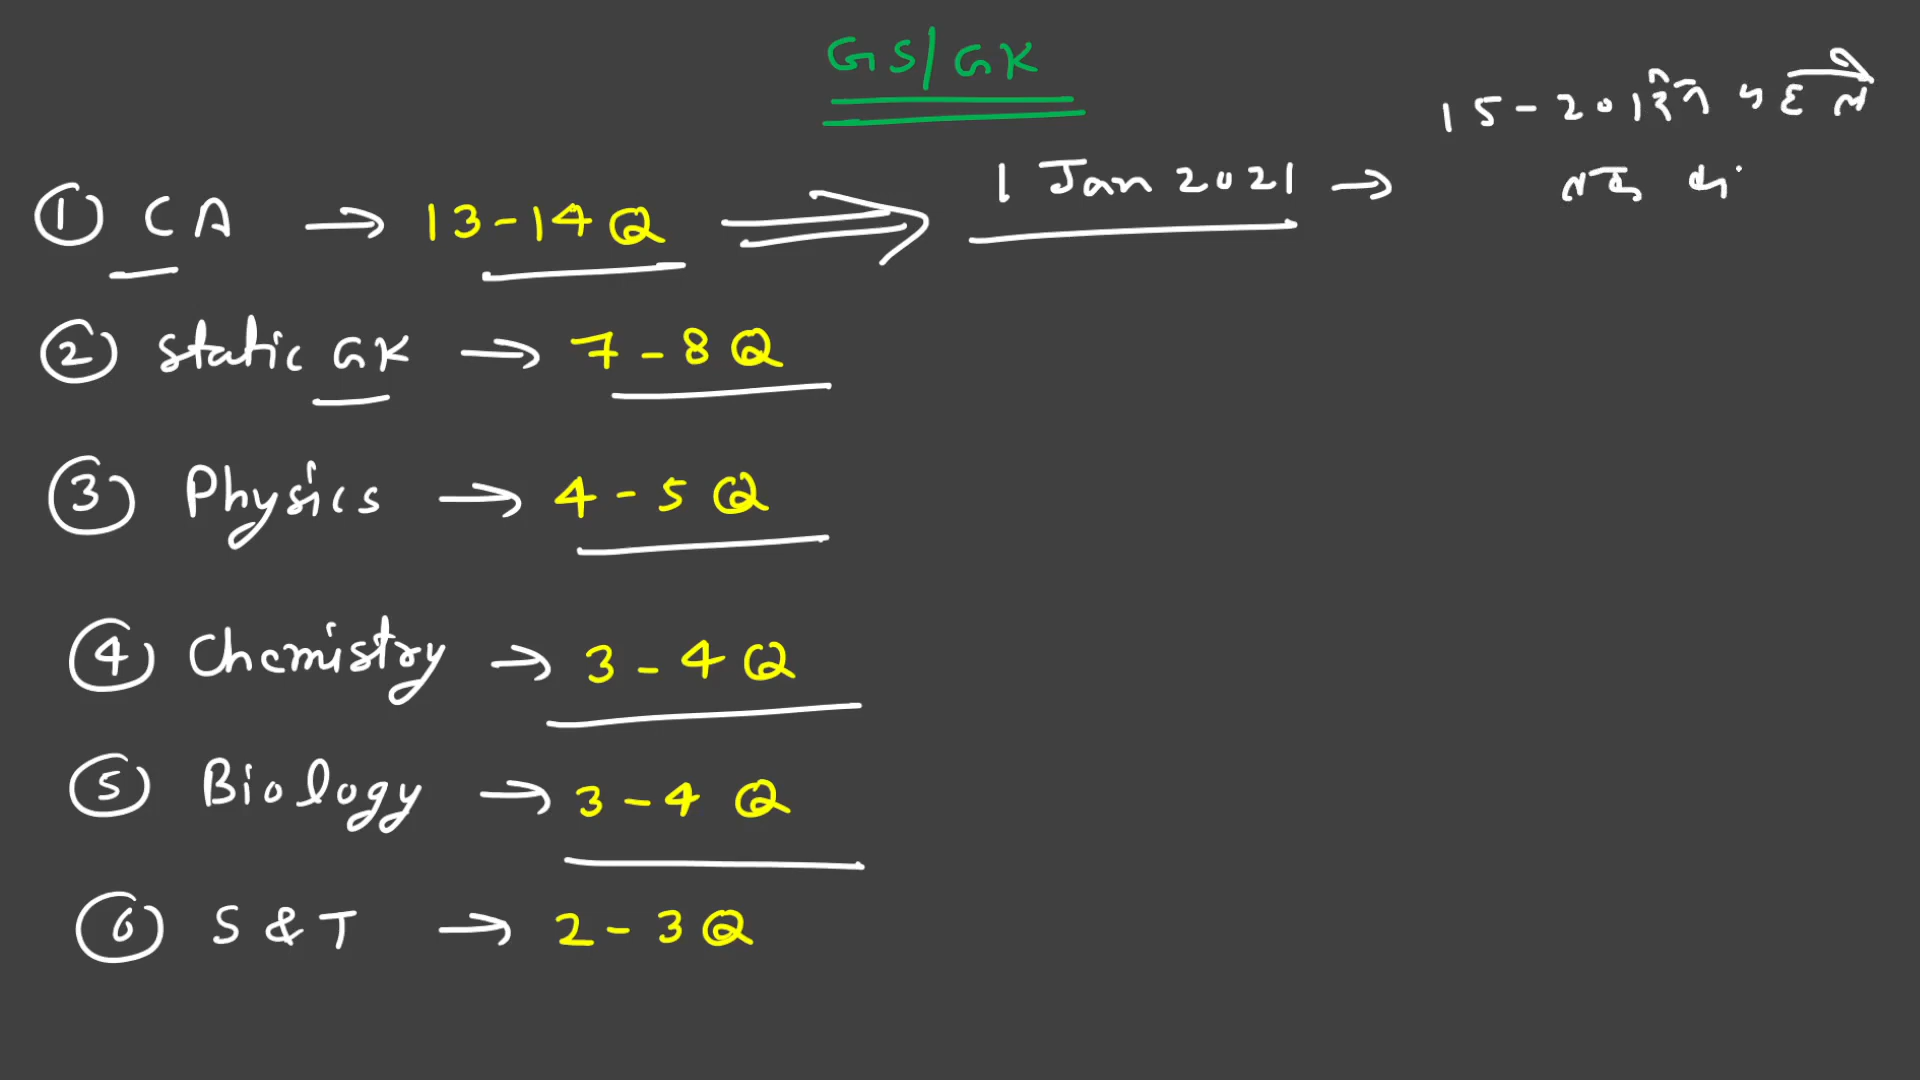 GS/GK
15-20 दिन पहले
① CA → 13-14 Q ⇒ 1 Jan 2021 → तक का
② Static GK → 7-8 Q
③ Physics → 4-5 Q
④ Chemistry → 3-4 Q
⑤ Biology → 3-4 Q
⑥ S & T → 2-3 Q